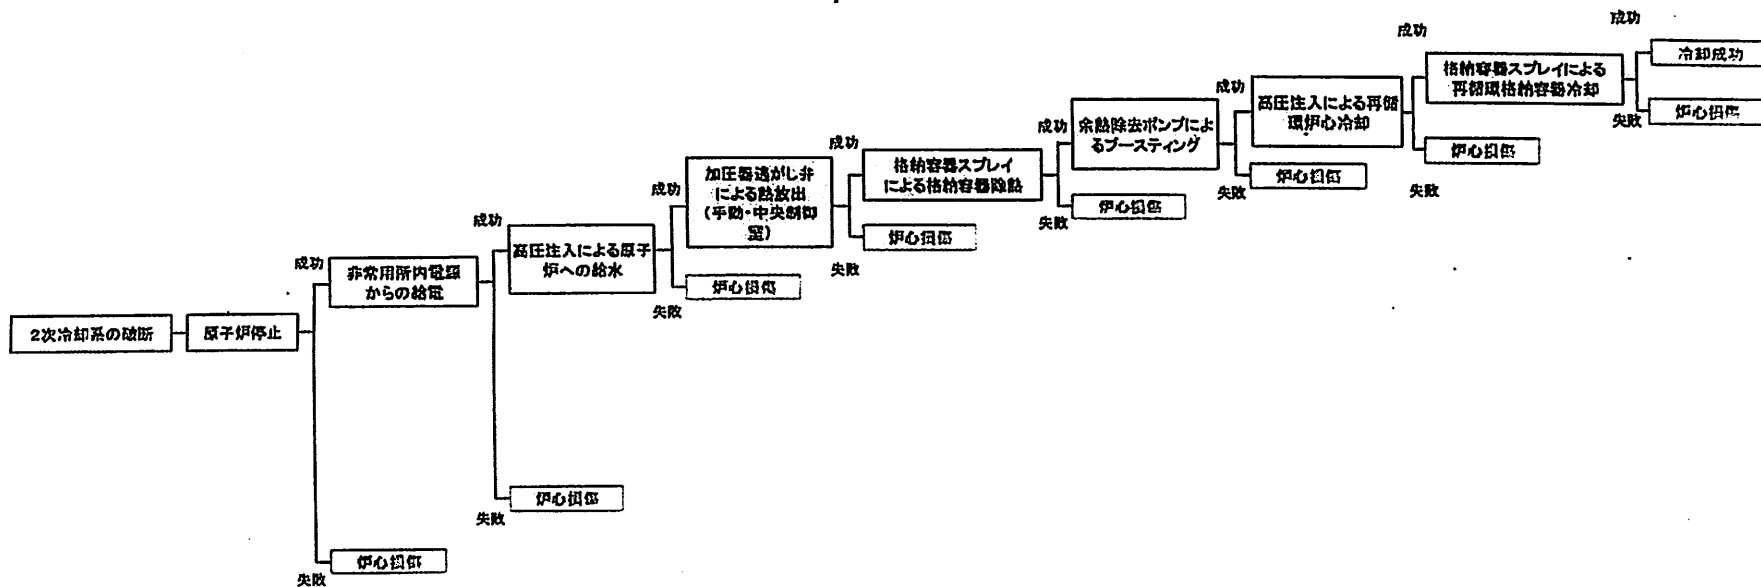 2次冷却系の破断
原子炉停止
成功
失敗
非常用所内電源
からの給電
炉心損傷
成功
失敗
高圧注入による原子
炉への給水
炉心損傷
成功
失敗
加圧器逃がし弁
による熱放出
(手動・中央制御
室)
炉心損傷
成功
失敗
格納容器スプレイ
による格納容器除熱
炉心損傷
成功
失敗
余熱除去ポンプによ
るブースティング
炉心損傷
成功
失敗
高圧注入による再循
環炉心冷却
炉心損傷
成功
失敗
格納容器スプレイによる
再循環格納容器冷却
炉心損傷
成功
失敗
冷却成功
炉心損傷